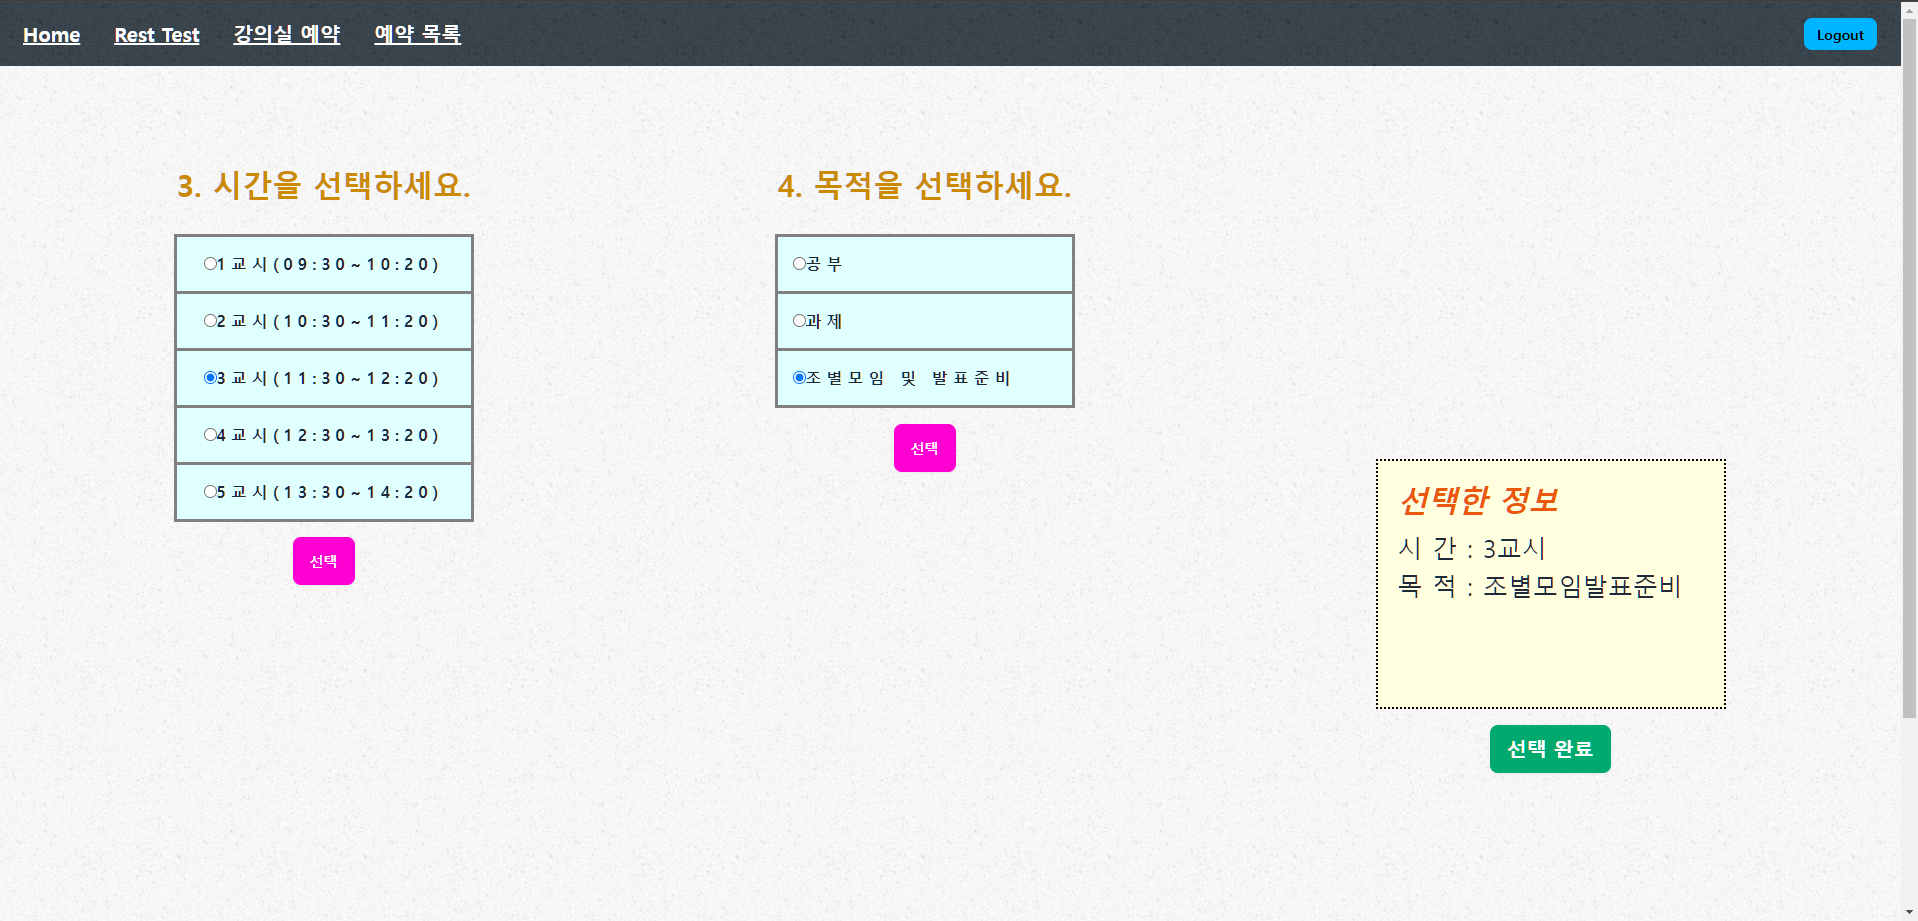 Home Rest Test 강의실 예약 예약 목록 Logout
3. 시간을 선택하세요.
1교시(09:30~10:20)
2교시(10:30~11:20)
3교시(11:30~12:20)
4교시(12:30~13:20)
5교시(13:30~14:20)
선택
4. 목적을 선택하세요.
공부
과제
조별모임 및 발표준비
선택
선택한 정보
시 간 : 3교시
목 적 : 조별모임발표준비
선택 완료